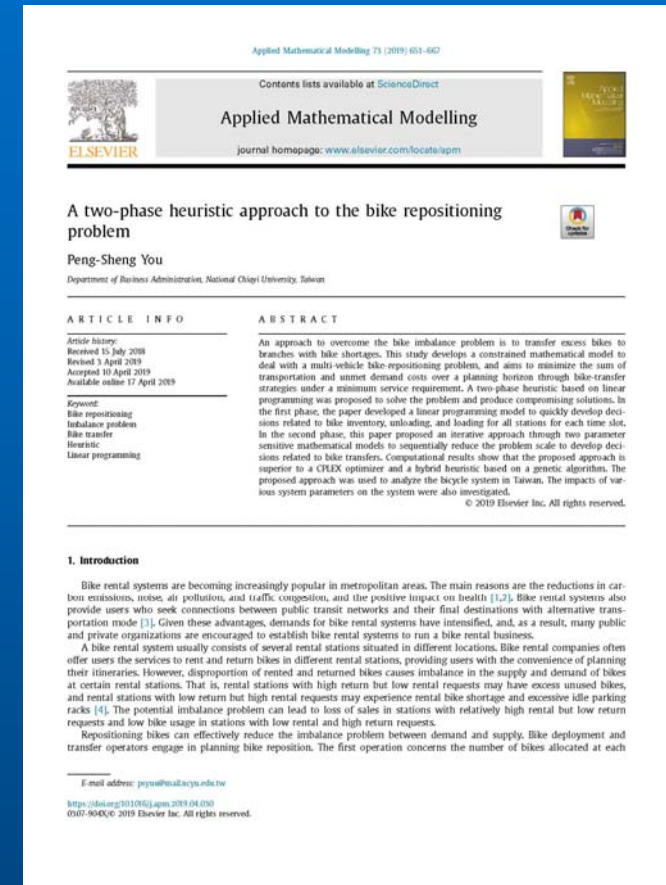 Applied Mathematical Modelling 73 (2019) 651–667
Contents lists available at ScienceDirect
Applied Mathematical Modelling
journal homepage: www.elsevier.com/locate/apm
ELSEVIER
A two-phase heuristic approach to the bike repositioning
problem
Check for
updates
Peng-Sheng You
Department of Business Administration, National Chiayi University, Taiwan
ARTICLE INFO
Article history:
Received 15 July 2018
Revised 3 April 2019
Accepted 10 April 2019
Available online 17 April 2019
Keyword:
Bike repositioning
Imbalance problem
Bike transfer
Heuristic
Linear programming
ABSTRACT
An approach to overcome the bike imbalance problem is to transfer excess bikes to
branches with bike shortages. This study develops a constrained mathematical model to
deal with a multi-vehicle bike-repositioning problem, and aims to minimize the sum of
transportation and unmet demand costs over a planning horizon through bike-transfer
strategies under a minimum service requirement. A two-phase heuristic based on linear
programming was proposed to solve the problem and produce compromising solutions. In
the first phase, the paper developed a linear programming model to quickly develop deci-
sions related to bike inventory, unloading, and loading for all stations for each time slot.
In the second phase, this paper proposed an iterative approach through two parameter
sensitive mathematical models to sequentially reduce the problem scale to develop deci-
sions related to bike transfers. Computational results show that the proposed approach is
superior to a CPLEX optimizer and a hybrid heuristic based on a genetic algorithm. The
proposed approach was used to analyze the bicycle system in Taiwan. The impacts of var-
ious system parameters on the system were also investigated.
© 2019 Elsevier Inc. All rights reserved.
1. Introduction
Bike rental systems are becoming increasingly popular in metropolitan areas. The main reasons are the reductions in car-
bon emissions, noise, air pollution, and traffic congestion, and the positive impact on health [1,2]. Bike rental systems also
provide users who seek connections between public transit networks and their final destinations with alternative trans-
portation mode [3]. Given these advantages, demands for bike rental systems have intensified, and, as a result, many public
and private organizations are encouraged to establish bike rental systems to run a bike rental business.
A bike rental system usually consists of several rental stations situated in different locations. Bike rental companies often
offer users the services to rent and return bikes in different rental stations, providing users with the convenience of planning
their itineraries. However, disproportion of rented and returned bikes causes imbalance in the supply and demand of bikes
at certain rental stations. That is, rental stations with high return but low rental requests may have excess unused bikes,
and rental stations with low return but high rental requests may experience rental bike shortage and excessive idle parking
racks [4]. The potential imbalance problem can lead to loss of sales in stations with relatively high rental but low return
requests and low bike usage in stations with low rental and high return requests.
Repositioning bikes can effectively reduce the imbalance problem between demand and supply. Bike deployment and
transfer operators engage in planning bike reposition. The first operation concerns the number of bikes allocated at each
E-mail address: psyuu@mail.ncyu.edu.tw
https://doi.org/10.1016/j.apm.2019.04.030
0307-904X/© 2019 Elsevier Inc. All rights reserved.